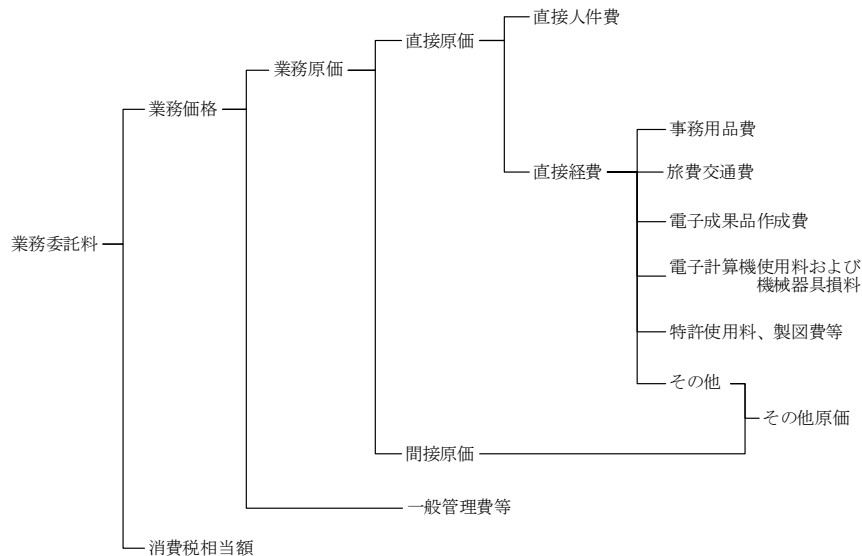 直接人件費
直接原価
業務原価
業務価格
事務用品費
直接経費
旅費交通費
電子成果品作成費
業務委託料
電子計算機使用料および
機械器具損料
特許使用料、製図費等
その他
その他原価
間接原価
一般管理費等
消費税相当額